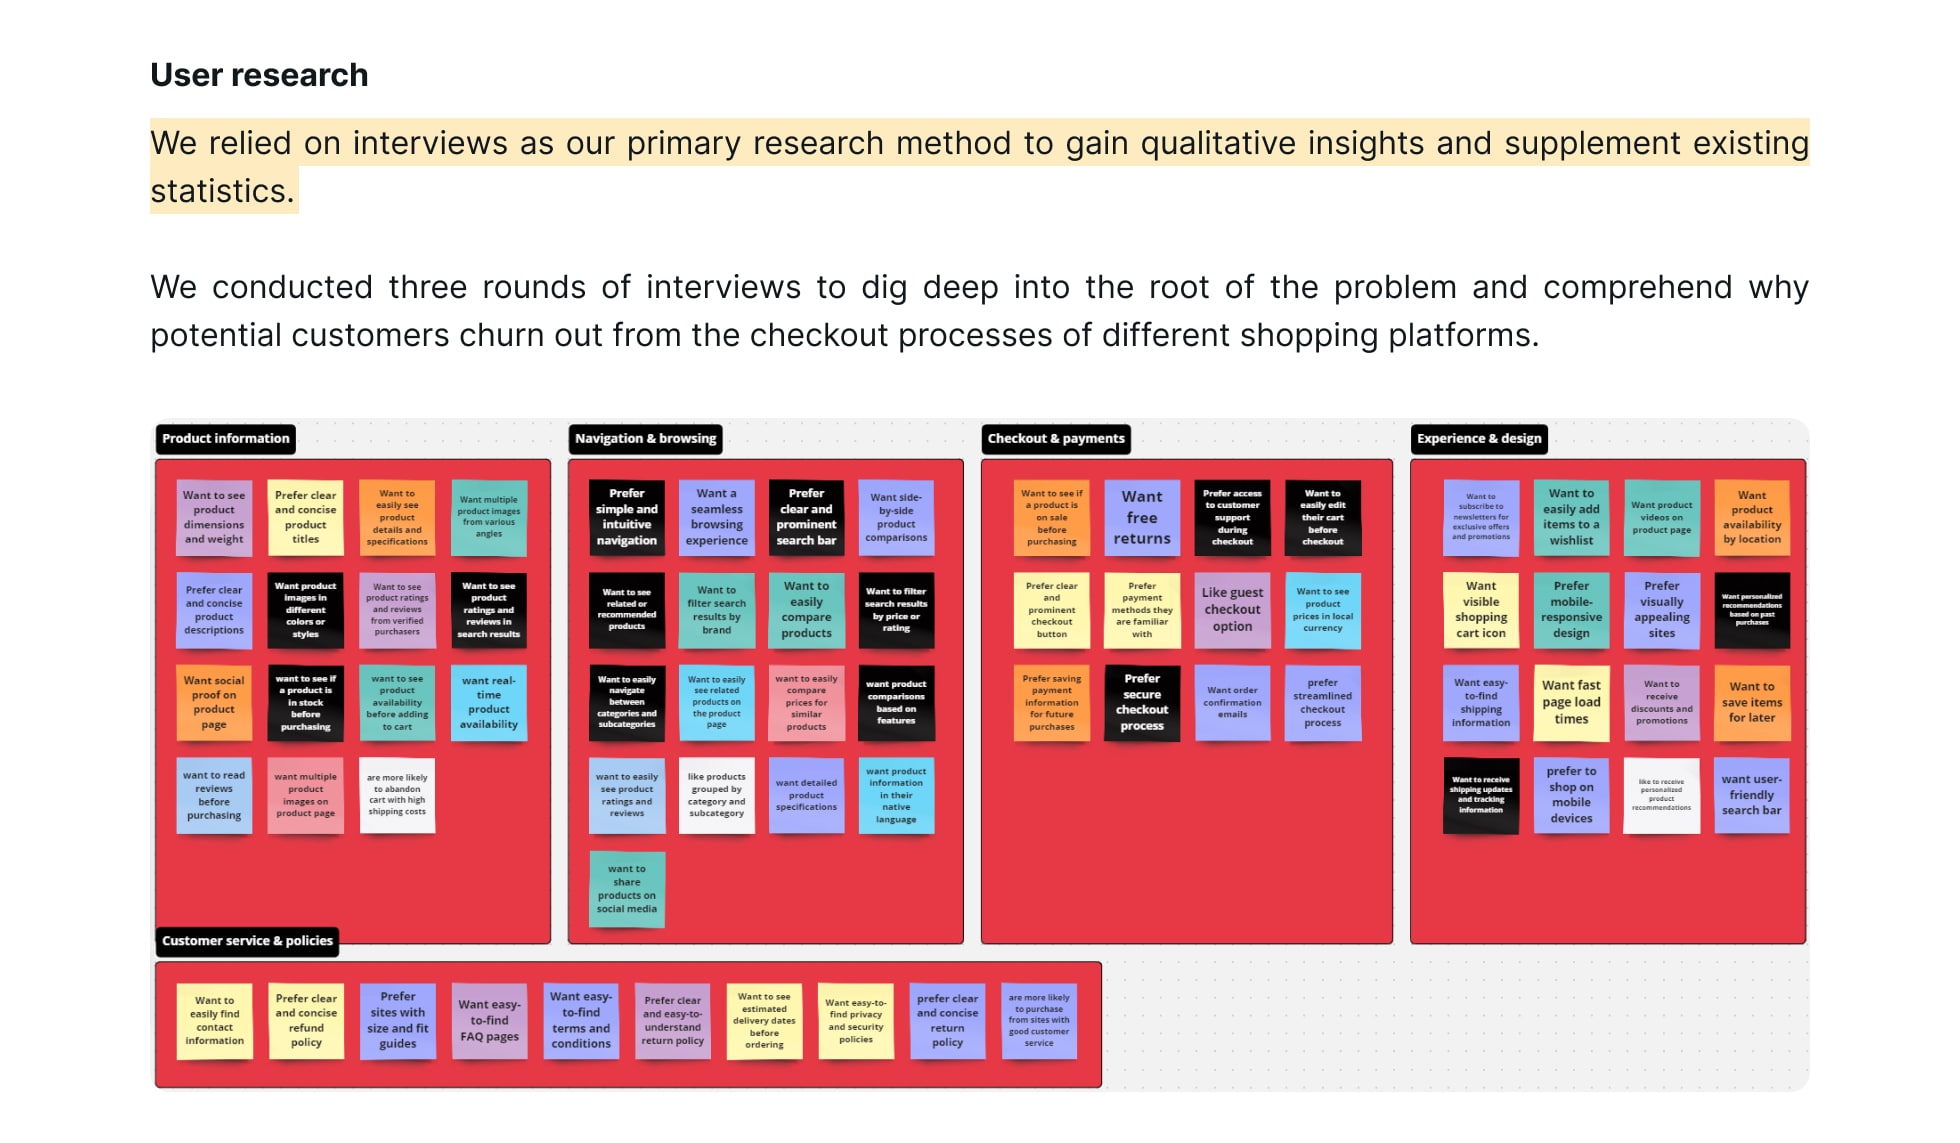 User research
We relied on interviews as our primary research method to gain qualitative insights and supplement existing
statistics.
We conducted three rounds of interviews to dig deep into the root of the problem and comprehend why
potential customers churn out from the checkout processes of different shopping platforms.
Product information
Want to see
product
dimensions
and weight
Prefer clear
and concise
product
titles
Want to
easily see
product
details and
specifications
Want multiple
product images
from various
angles
Prefer clear
and concise
product
descriptions
Want product
images in
different
colors or
styles
Want to see
product ratings
and reviews
from verified
purchasers
Want to see
product
ratings and
reviews in
search results
Want social
proof on
product
page
want to see if
a product is
in stock
before
purchasing
want to see
product
availability
before adding
to cart
want real-
time
product
availability
want to read
reviews
before
purchasing
want multiple
product
images on
product page
are more likely
to abandon
cart with high
shipping costs
Navigation & browsing
Prefer
simple and
intuitive
navigation
Want a
seamless
browsing
experience
Prefer
clear and
prominent
search bar
Want side-
by-side
product
comparisons
Want to see
related or
recommended
products
Want to
filter search
results by
brand
Want to
easily
compare
products
Want to filter
search results
by price or
rating
Want to easily
navigate
between
categories and
subcategories
Want to easily
see related
products on
the product
page
want to easily
compare
prices for
similar
products
want product
comparisons
based on
features
want to easily
see product
ratings and
reviews
like products
grouped by
category and
subcategory
want detailed
product
specifications
want product
information
in their
native
language
want to
share
products on
social media
Checkout & payments
Want to see if
a product is
on sale
before
purchasing
Want
free
returns
Prefer access
to customer
support
during
checkout
Want to
easily edit
their cart
before
checkout
Prefer clear
and
prominent
checkout
button
Prefer
payment
methods they
are familiar
with
Like guest
checkout
option
Want to see
product
prices in local
currency
Prefer saving
payment
information
for future
purchases
Prefer
secure
checkout
process
Want order
confirmation
emails
prefer
streamlined
checkout
process
Experience & design
Want to
subscribe to
newsletters for
exclusive offers
and promotions
Want to
easily add
items to a
wishlist
Want product
videos on
product page
Want
product
availability
by location
Want
visible
shopping
cart icon
Prefer
mobile-
responsive
design
Prefer
visually
appealing
sites
Want personalized
recommendations
based on past
purchases
Want easy-
to-find
shipping
information
Want fast
page load
times
Want to
receive
discounts and
promotions
Want to
save items
for later
Want to receive
shipping updates
and tracking
information
prefer to
shop on
mobile
devices
like to receive
personalized
product
recommendations
want user-
friendly
search bar
Customer service & policies
Want to
easily find
contact
information
Prefer clear
and concise
refund
policy
Prefer
sites with
size and fit
guides
Want easy-
to-find
FAQ pages
Want easy-
to-find
terms and
conditions
Prefer clear
and easy-to-
understand
return policy
Want to see
estimated
delivery dates
before
ordering
Want easy-to-
find privacy
and security
policies
prefer clear
and concise
return
policy
are more likely
to purchase
from sites with
good customer
service